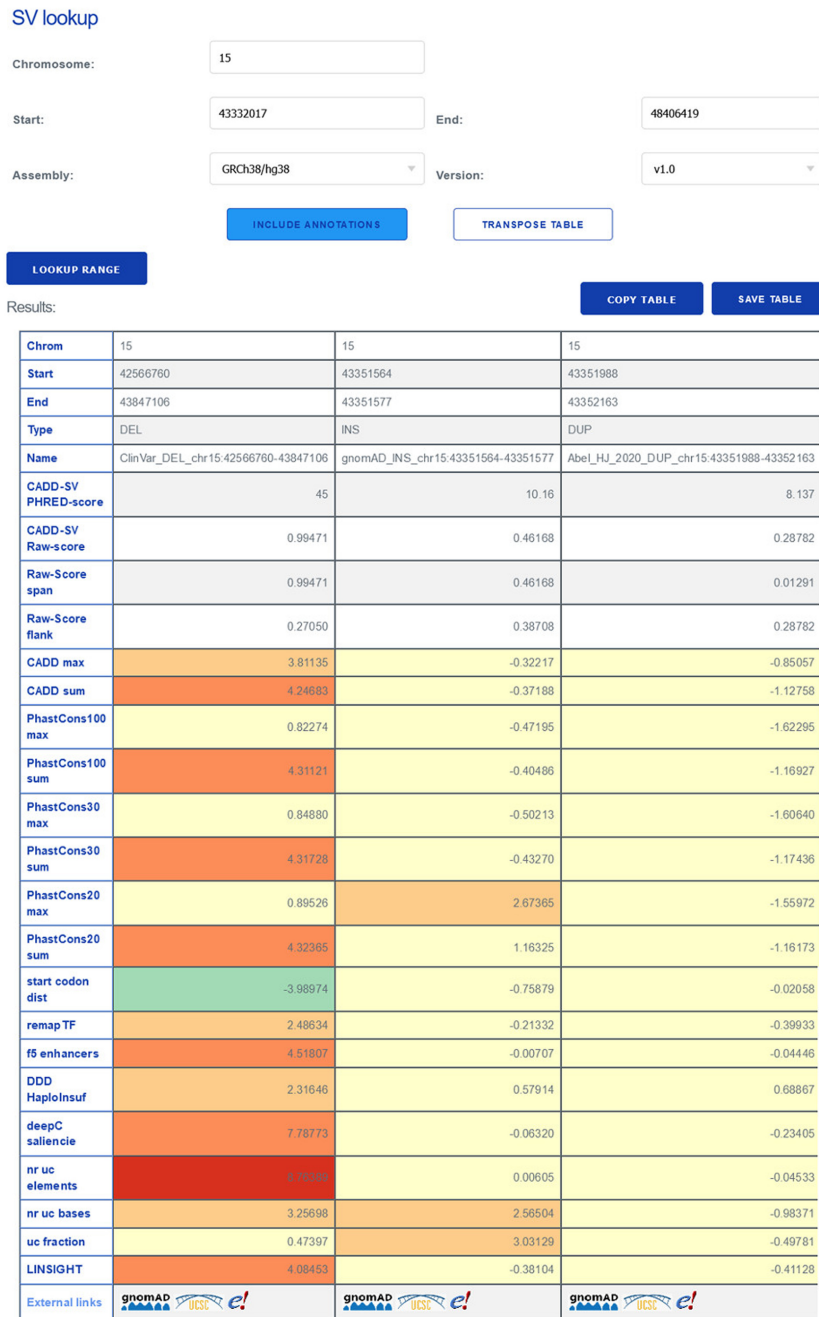 SV lookup
Chromosome: 15
Start: 43332017 End: 48406419
Assembly: GRCh38/hg38 Version: v1.0
INCLUDE ANNOTATIONS TRANSPOSE TABLE
LOOKUP RANGE
COPY TABLE SAVE TABLE
Results:
Chrom 15 15 15
Start 42566760 43351564 43351988
End 43847106 43351577 43352163
Type DEL INS DUP
Name ClinVar_DEL_chr15:42566760-43847106 gnomAD_INS_chr15:43351564-43351577 Abel_HJ_2020_DUP_chr15:43351988-43352163
CADD-SV
PHRED-score 45 10.16 8.137
CADD-SV
Raw-score 0.99471 0.46168 0.28782
Raw-Score
span 0.99471 0.46168 0.01291
Raw-Score
flank 0.27050 0.38708 0.28782
CADD max 3.81135 -0.32217 -0.85057
CADD sum 4.24683 -0.37188 -1.12758
PhastCons100
max 0.82274 -0.47195 -1.62295
PhastCons100
sum 4.31121 -0.40486 -1.16927
PhastCons30
max 0.84880 -0.50213 -1.60640
PhastCons30
sum 4.31728 -0.43270 -1.17436
PhastCons20
max 0.89526 2.67365 -1.55972
PhastCons20
sum 4.32365 1.16325 -1.16173
start codon
dist -3.98974 -0.75879 -0.02058
remap TF 2.48634 -0.21332 -0.39933
f5 enhancers 4.51807 -0.00707 -0.04446
DDD
HaploInsuf 2.31646 0.57914 0.68867
deepC
saliencie 7.78773 -0.06320 -0.23405
nr uc
elements 0.00605 -0.04533
nr uc bases 3.25698 2.56504 -0.98371
uc fraction 0.47397 3.03129 -0.49781
LINSIGHT 4.08453 -0.38104 -0.41128
External links gnomAD UCSC e! gnomAD UCSC e! gnomAD UCSC e!